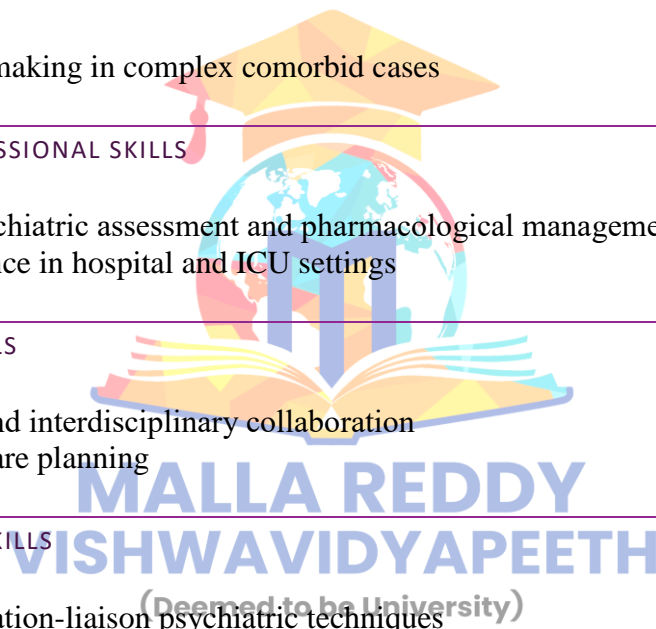 making in complex comorbid cases
SSIONAL SKILLS
chiatric assessment and pharmacological manageme
nce in hospital and ICU settings
LS
nd interdisciplinary collaboration
are planning
MALLA REDDY
KILLS
VISHWAVIDYAPEETH
(Deemed to be University)
ation-liaison psychiatric techniques